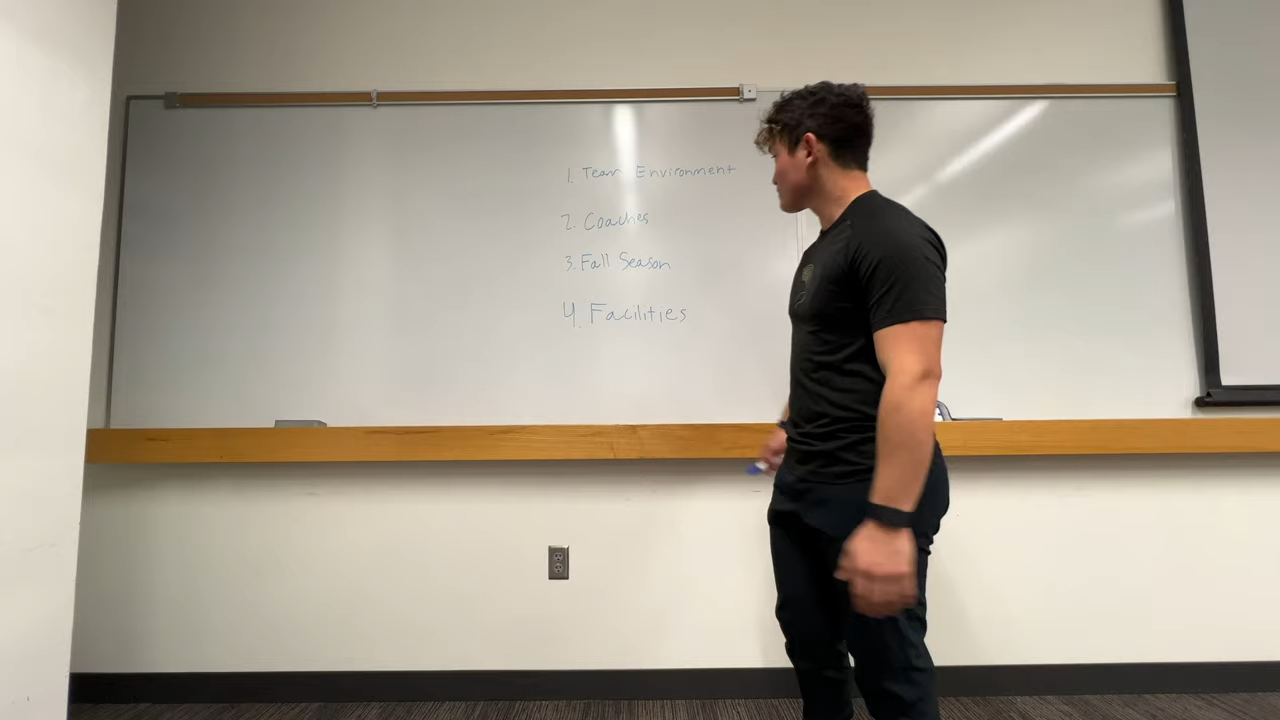 1. Team Environment
2. Coaches
3. Fall Season
4. Facilities